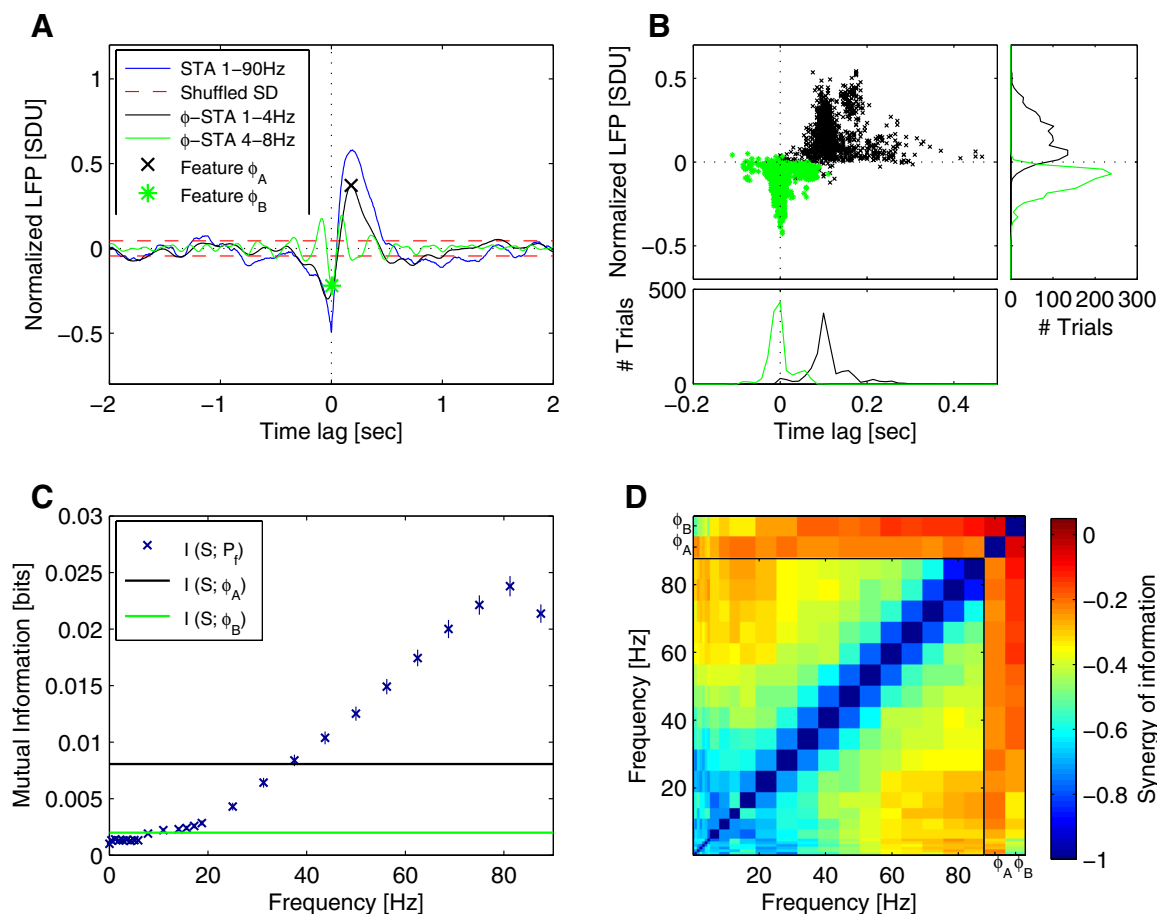 A
STA 1−90Hz
Shuffled SD
ϕ−STA 1−4Hz
ϕ−STA 4−8Hz
Feature ϕA
Feature ϕB
1
0.5
0
−0.5
Normalized LFP [SDU]
−2
−1
0
1
2
Time lag [sec]
B
0.5
0
−0.5
Normalized LFP [SDU]
0
100
200
300
# Trials
500
0
# Trials
−0.2
0
0.2
0.4
Time lag [sec]
C
0.03
0.025
0.02
0.015
0.01
0.005
0
Mutual Information [bits]
I (S; Pf)
I (S; ϕA)
I (S; ϕB)
0
20
40
60
80
Frequency [Hz]
D
ϕB
ϕA
80
60
40
20
Frequency [Hz]
20
40
60
80
ϕA
ϕB
Frequency [Hz]
0
−0.2
−0.4
−0.6
−0.8
−1
Synergy of information